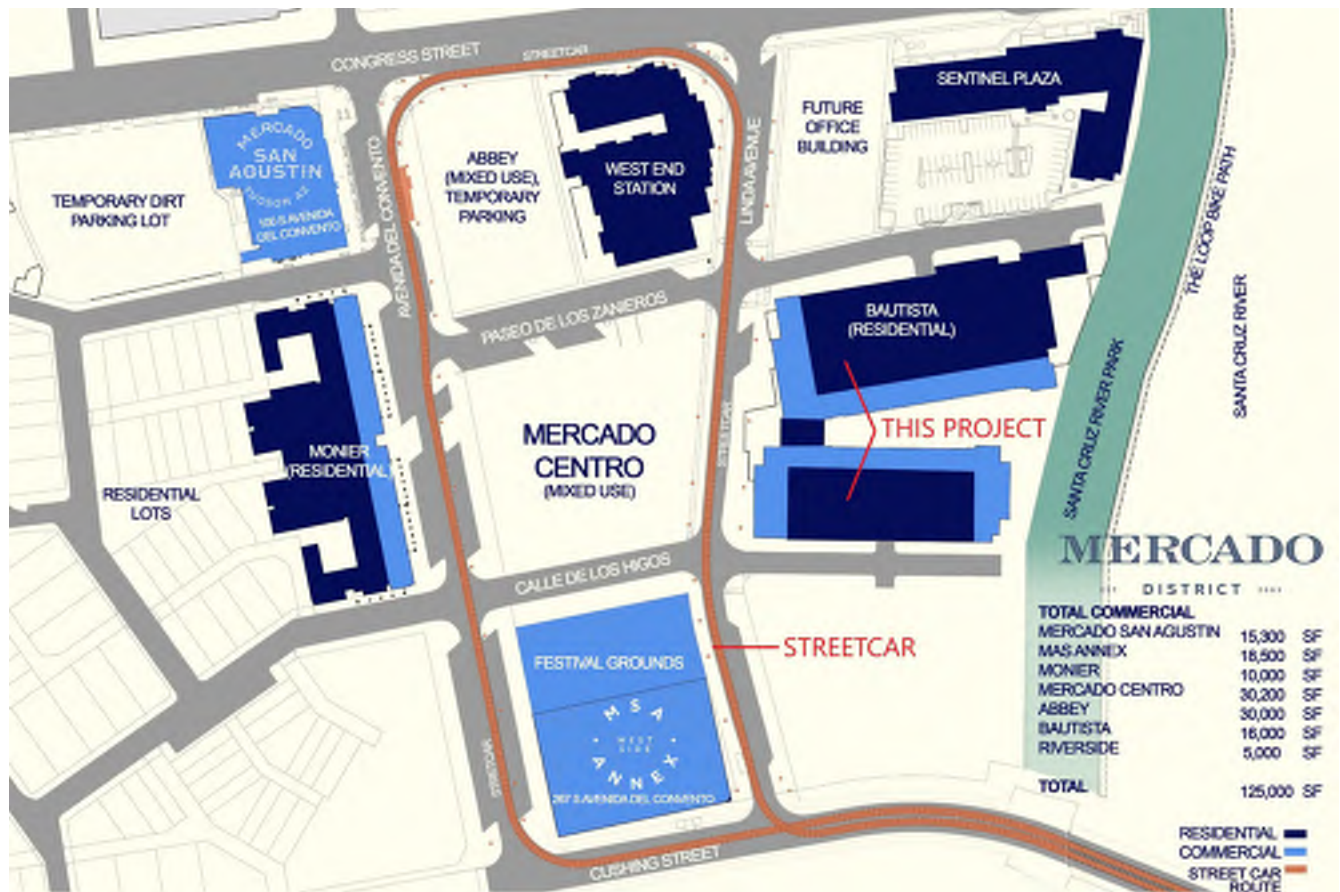 CONGRESS STREET
STREETCAR
SENTINEL PLAZA
FUTURE
OFFICE
BUILDING
MERCADO
SAN
AGUSTIN
TUCSON AZ
100 S AVENIDA
DEL CONVENTO
TEMPORARY DIRT
PARKING LOT
AVENIDA DEL CONVENTO
ABBEY
(MIXED USE),
TEMPORARY
PARKING
WEST END
STATION
LINDA AVENUE
THE LOOP BIKE PATH
SANTA CRUZ RIVER
PASEO DE LOS ZANJEROS
BAUTISTA
(RESIDENTIAL)
THIS PROJECT
SANTA CRUZ RIVER PARK
MERCADO
CENTRO
(MIXED USE)
STREETCAR
MONIER
(RESIDENTIAL)
RESIDENTIAL
LOTS
CALLE DE LOS HIGOS
FESTIVAL GROUNDS
STREETCAR
MSA
WEST
SIDE
ANNEX
267 S AVENIDA DEL CONVENTO
STREETCAR
CUSHING STREET
MERCADO
DISTRICT
TOTAL COMMERCIAL
MERCADO SAN AGUSTIN 15,300 SF
MAS ANNEX 18,500 SF
MONIER 10,000 SF
MERCADO CENTRO 30,200 SF
ABBEY 30,000 SF
BAUTISTA 16,000 SF
RIVERSIDE 5,000 SF
TOTAL 125,000 SF
RESIDENTIAL
COMMERCIAL
STREET CAR
ROUTE